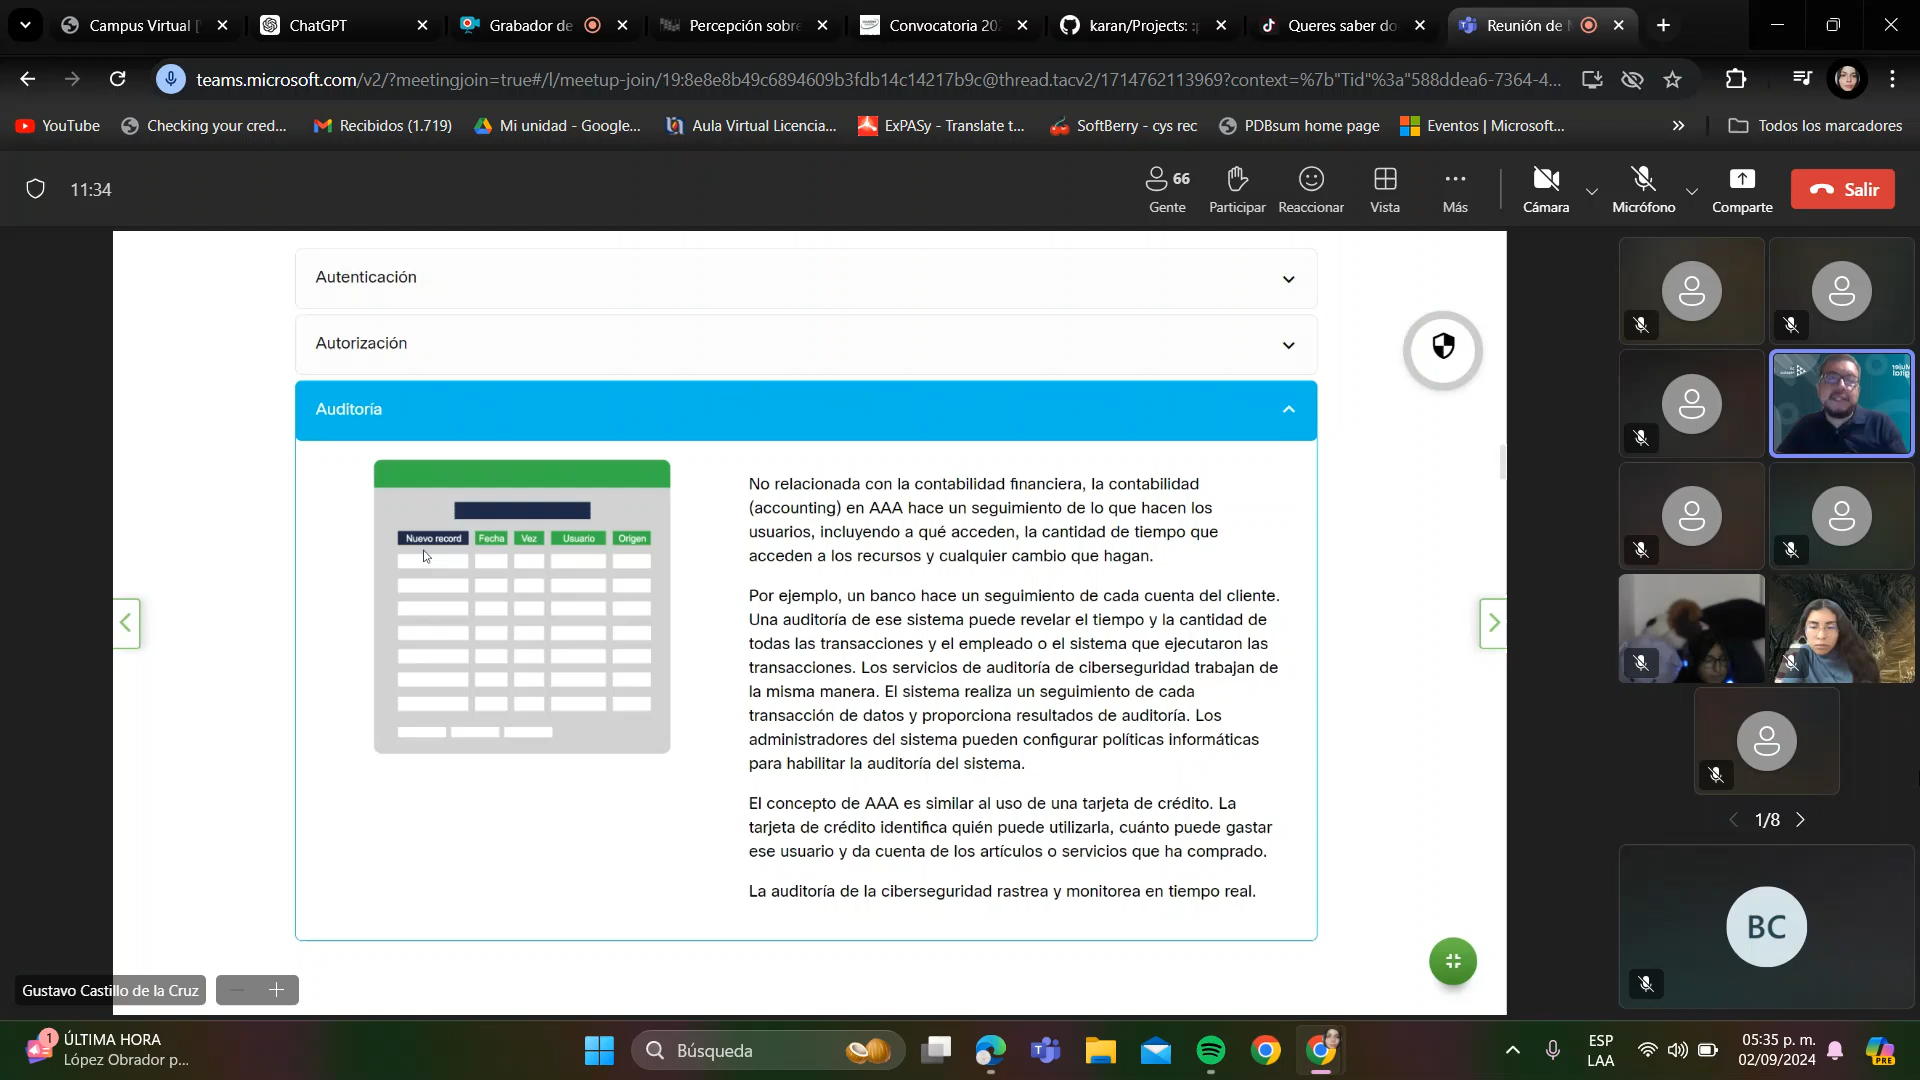 Campus Virtual [
ChatGPT
Grabador de
Percepción sobre
Convocatoria 202
karan/Projects: :p
Queres saber do
Reunión de
teams.microsoft.com/v2/?meetingjoin=true#/l/meetup-join/19:8e8e8b49c6894609b3fdb14c14217b9c@thread.tacv2/1714762113969?context=%7b"Tid"%3a"588ddea6-7364-4...
YouTube
Checking your cred...
Recibidos (1.719)
Mi unidad - Google...
Aula Virtual Licencia...
ExPASy - Translate t...
SoftBerry - cys rec
PDBsum home page
Eventos | Microsoft...
»
Todos los marcadores
11:34
66
Gente
Participar
Reaccionar
Vista
Más
Cámara
Micrófono
Comparte
Salir
Autenticación
Autorización
Auditoría
Nuevo record Fecha Vez Usuario Origen
No relacionada con la contabilidad financiera, la contabilidad
(accounting) en AAA hace un seguimiento de lo que hacen los
usuarios, incluyendo a qué acceden, la cantidad de tiempo que
acceden a los recursos y cualquier cambio que hagan.
Por ejemplo, un banco hace un seguimiento de cada cuenta del cliente.
Una auditoría de ese sistema puede revelar el tiempo y la cantidad de
todas las transacciones y el empleado o el sistema que ejecutaron las
transacciones. Los servicios de auditoría de ciberseguridad trabajan de
la misma manera. El sistema realiza un seguimiento de cada
transacción de datos y proporciona resultados de auditoría. Los
administradores del sistema pueden configurar políticas informáticas
para habilitar la auditoría del sistema.
El concepto de AAA es similar al uso de una tarjeta de crédito. La
tarjeta de crédito identifica quién puede utilizarla, cuánto puede gastar
ese usuario y da cuenta de los artículos o servicios que ha comprado.
La auditoría de la ciberseguridad rastrea y monitorea en tiempo real.
1/8
BC
Gustavo Castillo de la Cruz
1
ÚLTIMA HORA
López Obrador p...
Búsqueda
ESP
LAA
05:35 p. m.
02/09/2024
PRE